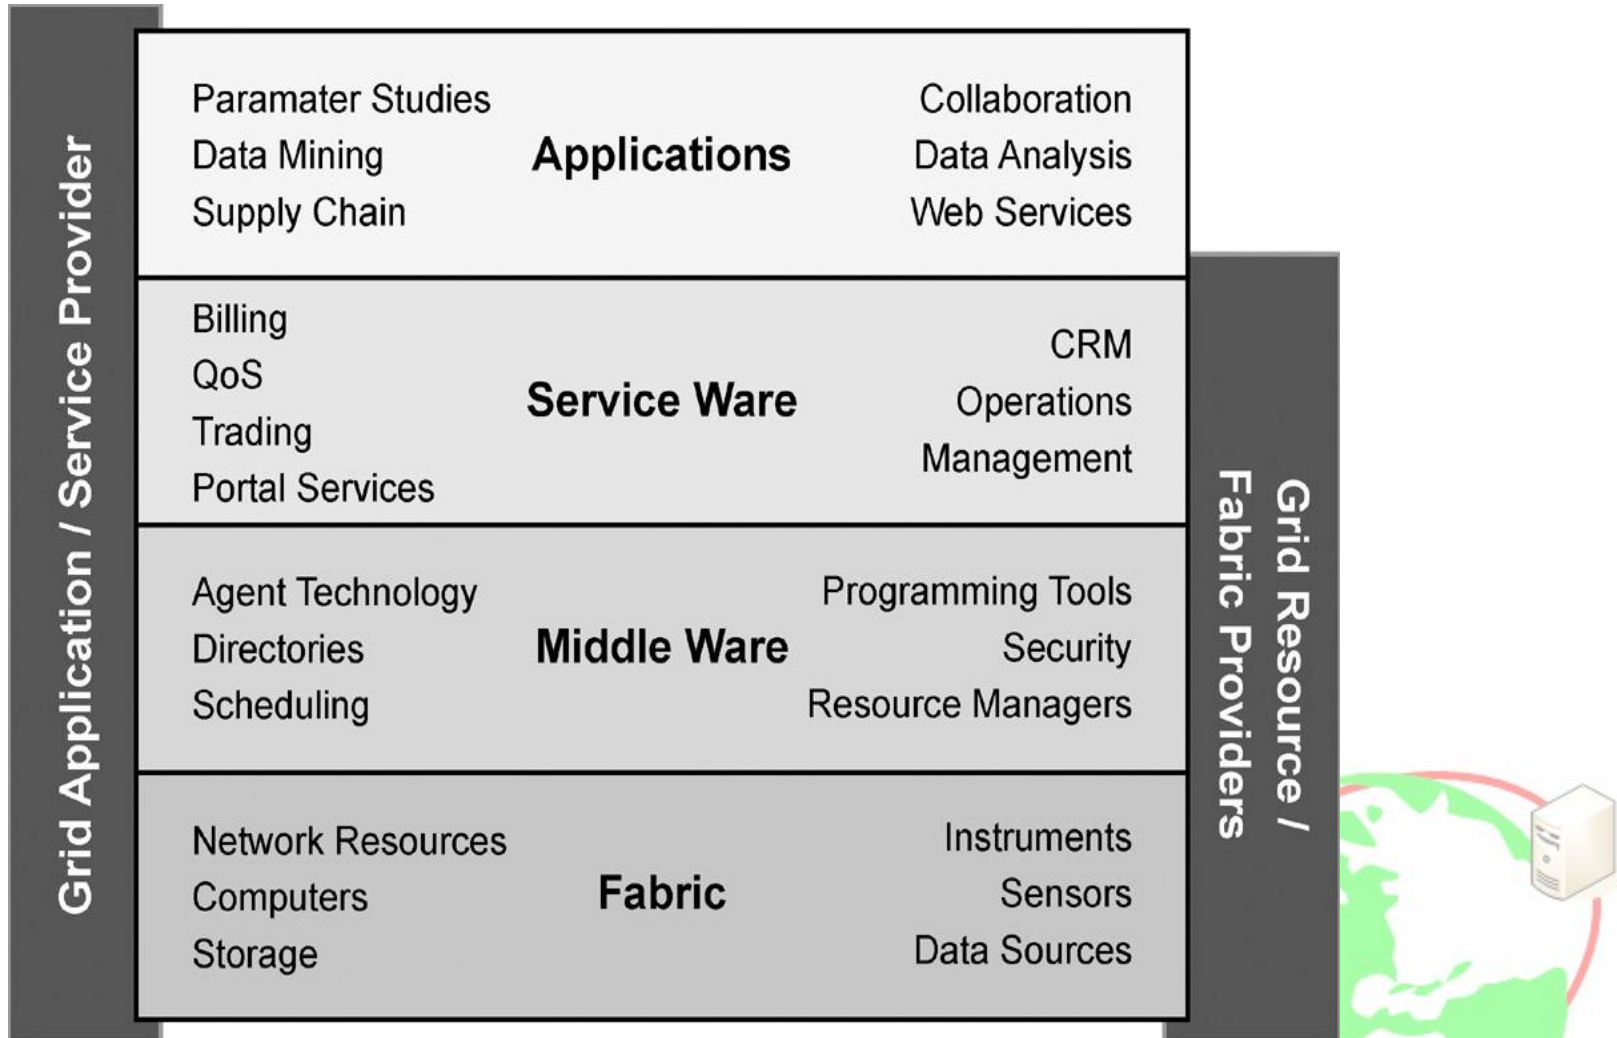 Grid Application / Service Provider
Paramater Studies
Data Mining
Supply Chain
Applications
Collaboration
Data Analysis
Web Services
Billing
QoS
Trading
Portal Services
Service Ware
CRM
Operations
Management
Agent Technology
Directories
Scheduling
Middle Ware
Programming Tools
Security
Resource Managers
Network Resources
Computers
Storage
Fabric
Instruments
Sensors
Data Sources
Grid Resource /
Fabric Providers